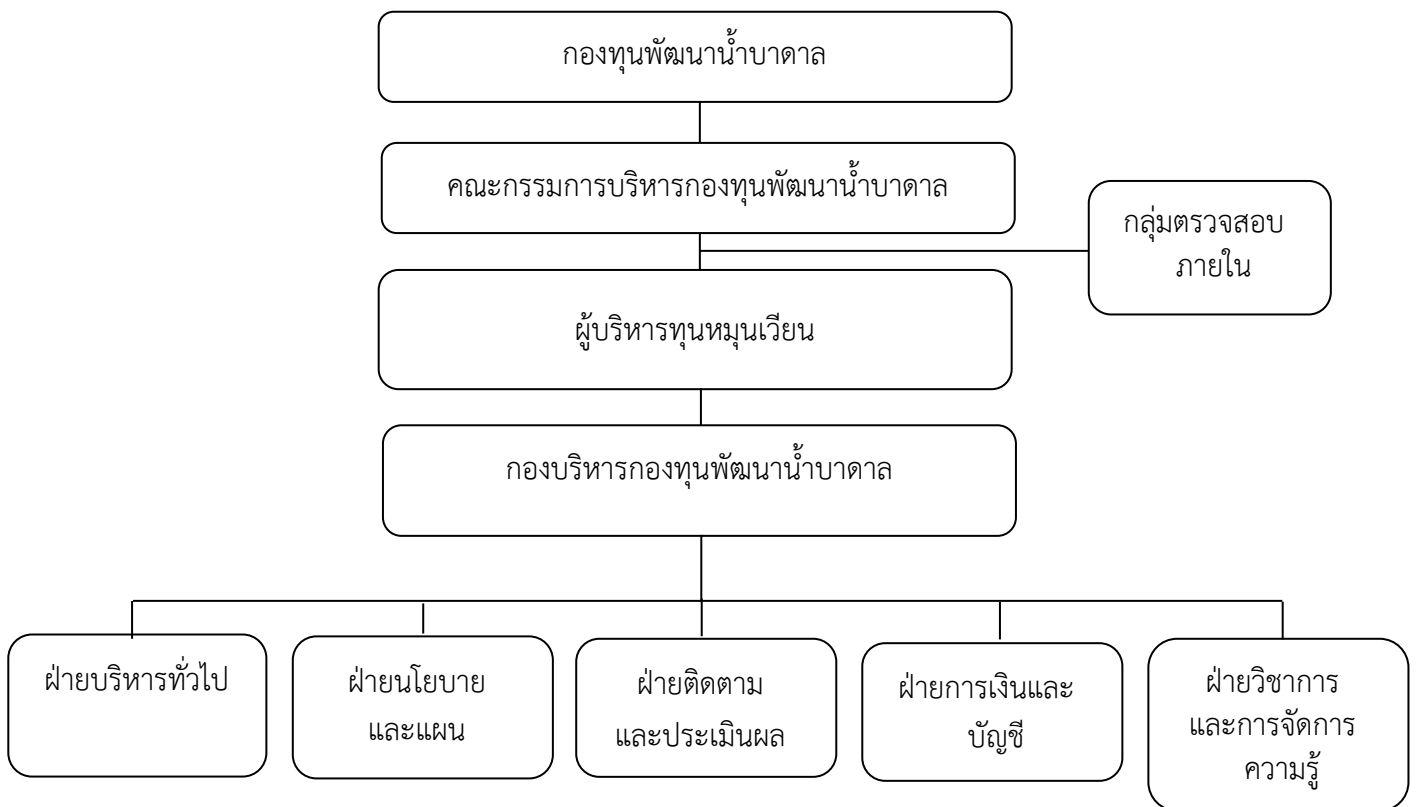 กองทุนพัฒนาน้ำบาดาล
คณะกรรมการบริหารกองทุนพัฒนาน้ำบาดาล
กลุ่มตรวจสอบ
ภายใน
ผู้บริหารทุนหมุนเวียน
กองบริหารกองทุนพัฒนาน้ำบาดาล
ฝ่ายบริหารทั่วไป
ฝ่ายนโยบาย
และแผน
ฝ่ายติดตาม
และประเมินผล
ฝ่ายการเงินและ
บัญชี
ฝ่ายวิชาการ
และการจัดการ
ความรู้